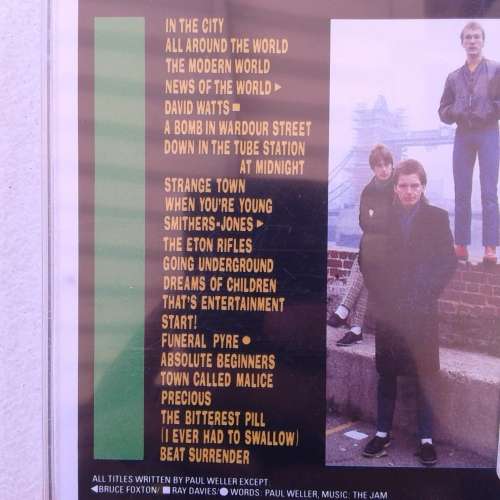 IN THE CITY
ALL AROUND THE WORLD
THE MODERN WORLD
NEWS OF THE WORLD ▶
DAVID WATTS ■
A BOMB IN WARDOUR STREET
DOWN IN THE TUBE STATION
AT MIDNIGHT
STRANGE TOWN
WHEN YOU'RE YOUNG
SMITHERS-JONES ▶
THE ETON RIFLES
GOING UNDERGROUND
DREAMS OF CHILDREN
THAT'S ENTERTAINMENT
START!
FUNERAL PYRE ●
ABSOLUTE BEGINNERS
TOWN CALLED MALICE
PRECIOUS
THE BITTEREST PILL
(I EVER HAD TO SWALLOW)
BEAT SURRENDER
ALL TITLES WRITTEN BY PAUL WELLER EXCEPT:
◀BRUCE FOXTON/ ■ RAY DAVIES/● WORDS: PAUL WELLER, MUSIC: THE JAM